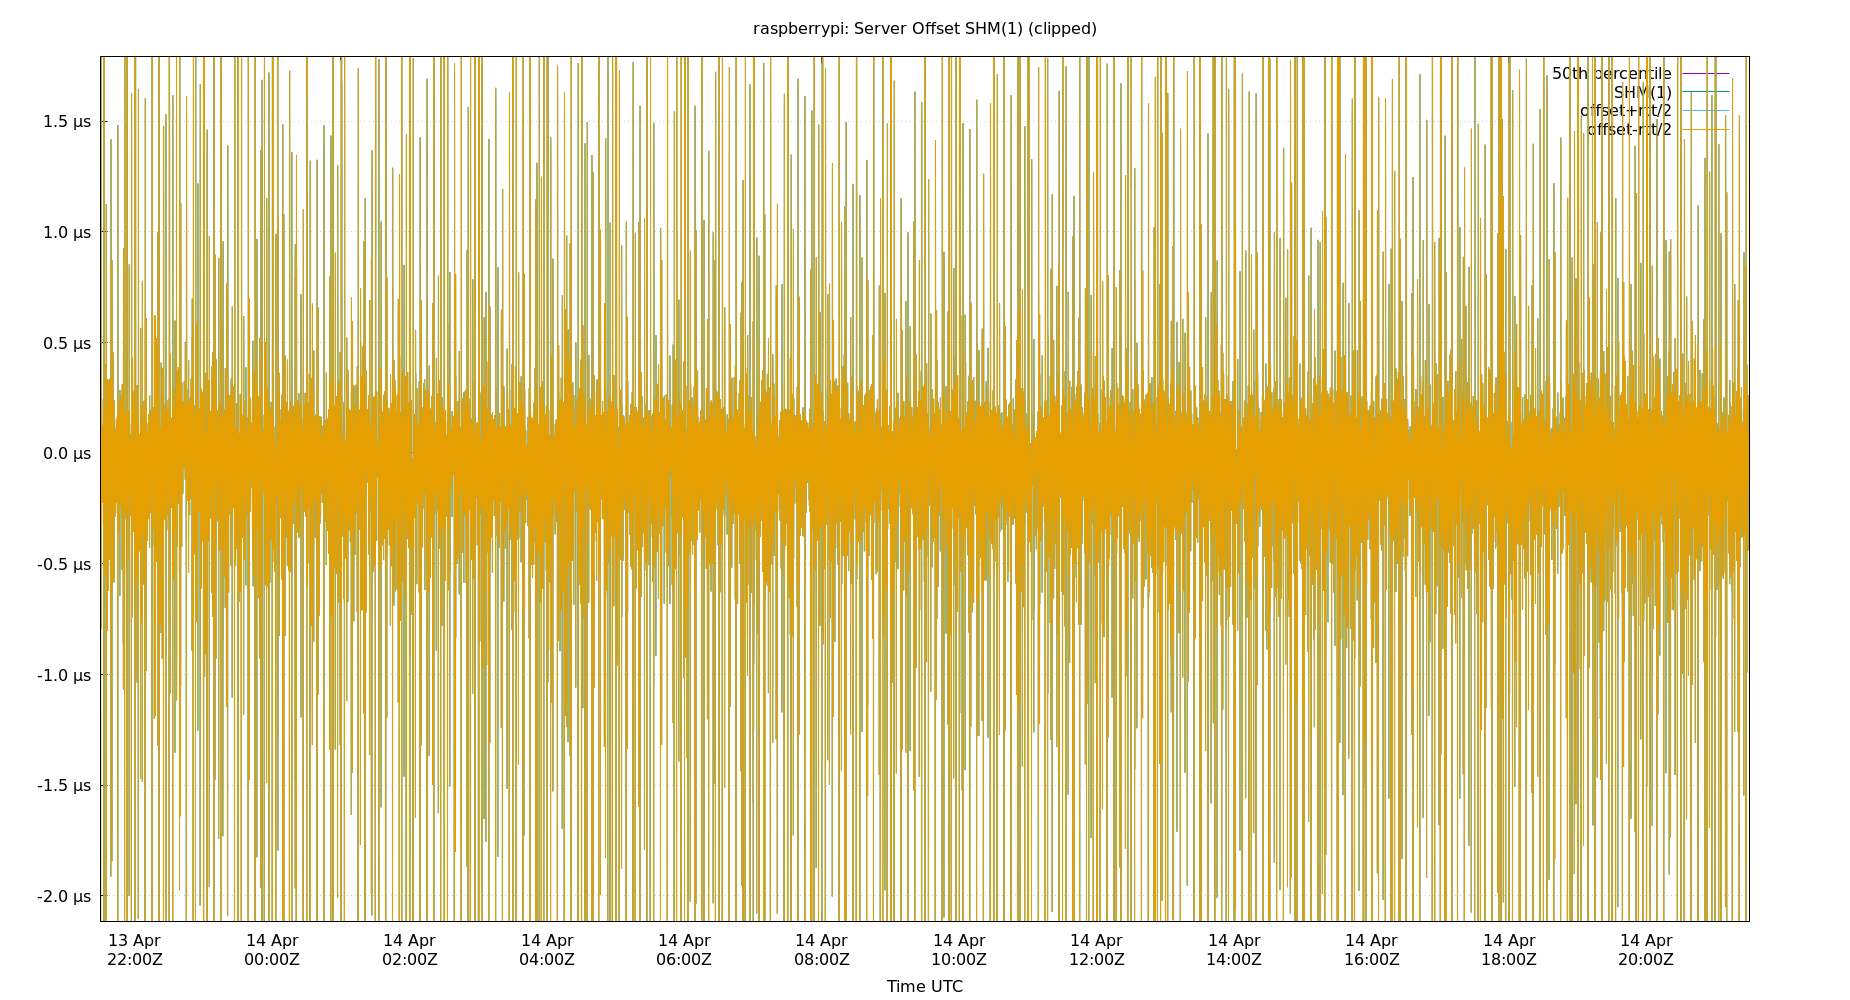 raspberrypi: Server Offset SHM(1) (clipped)
50th percentile
SHM(1)
offset+rtt/2
offset-rtt/2
1.5 µs
1.0 µs
0.5 µs
0.0 µs
-0.5 µs
-1.0 µs
-1.5 µs
-2.0 µs
13 Apr 14 Apr 14 Apr 14 Apr 14 Apr 14 Apr 14 Apr 14 Apr 14 Apr 14 Apr 14 Apr 14 Apr
22:00Z 00:00Z 02:00Z 04:00Z 06:00Z 08:00Z 10:00Z 12:00Z 14:00Z 16:00Z 18:00Z 20:00Z
Time UTC